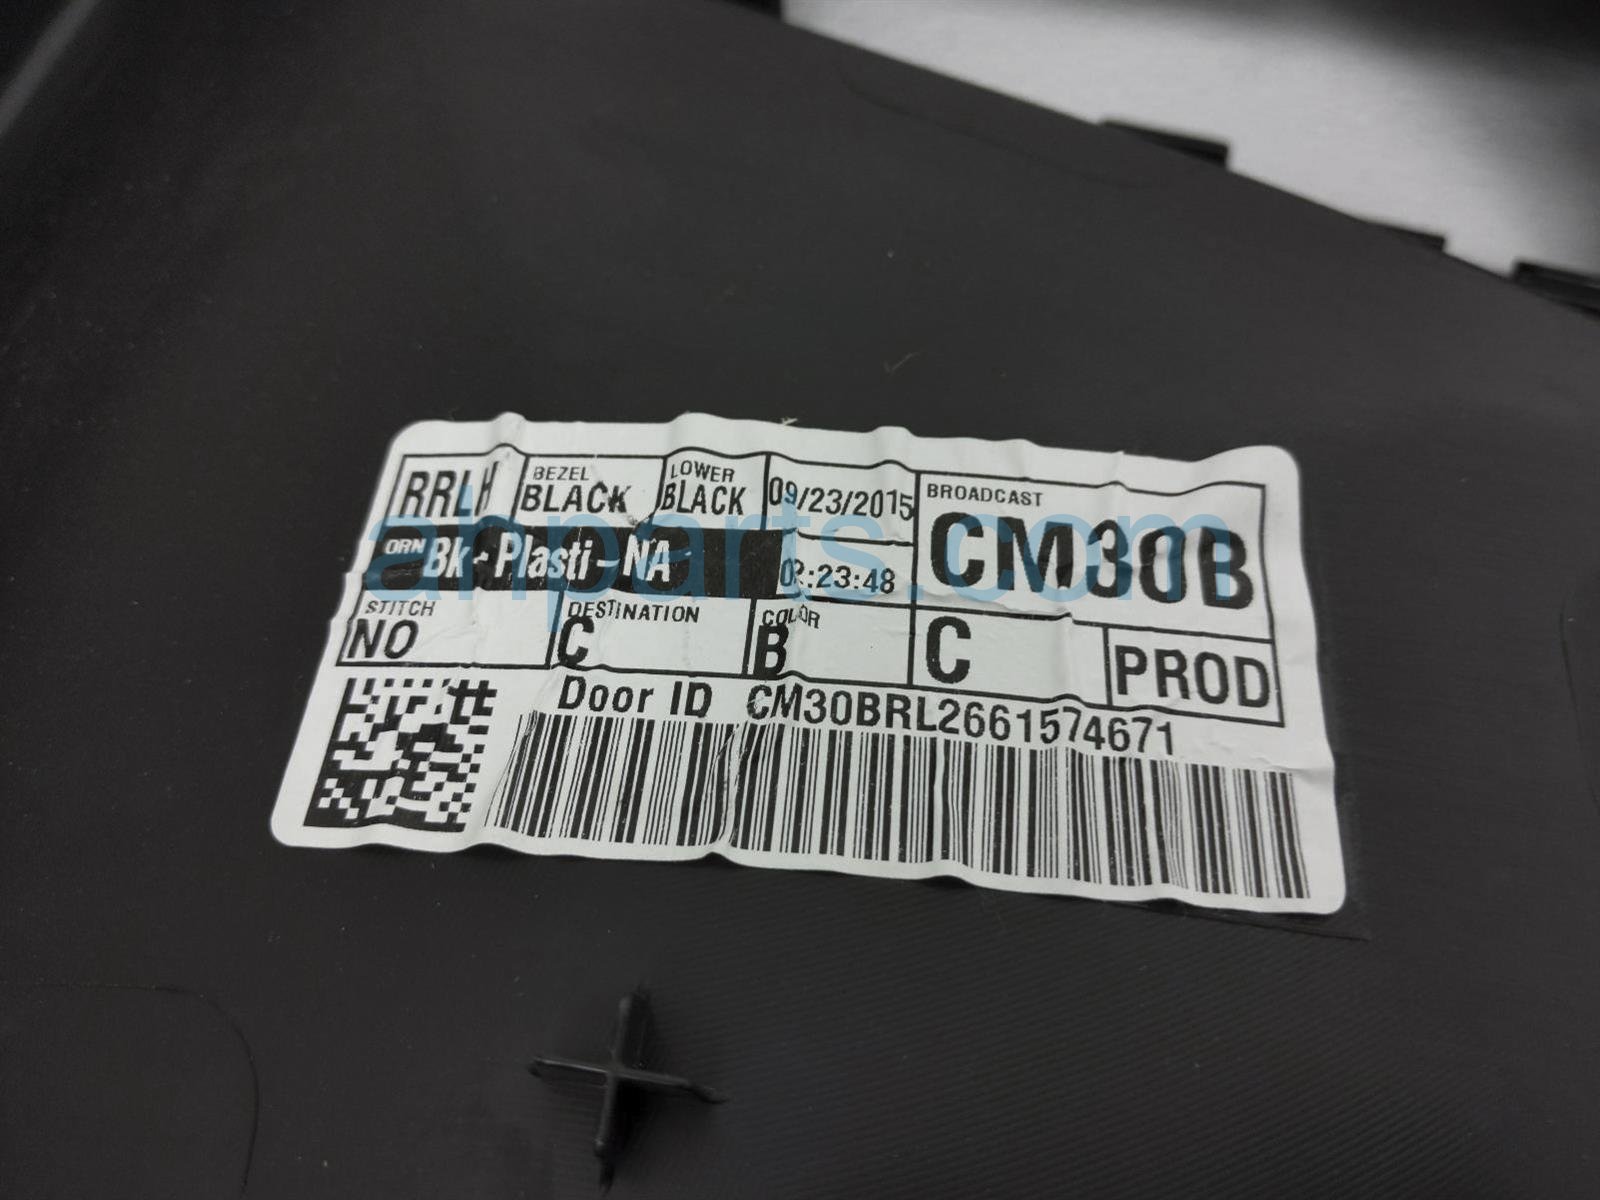 RRLH
BEZEL
BLACK
LOWER
BLACK
09/23/2015
BROADCAST
CM30B
ORN Bk - Plasti - NA
:23:48
STITCH
NO
DESTINATION
C
COLOR
B
C
PROD
Door ID CM30BRL2661574671
ahparts.com